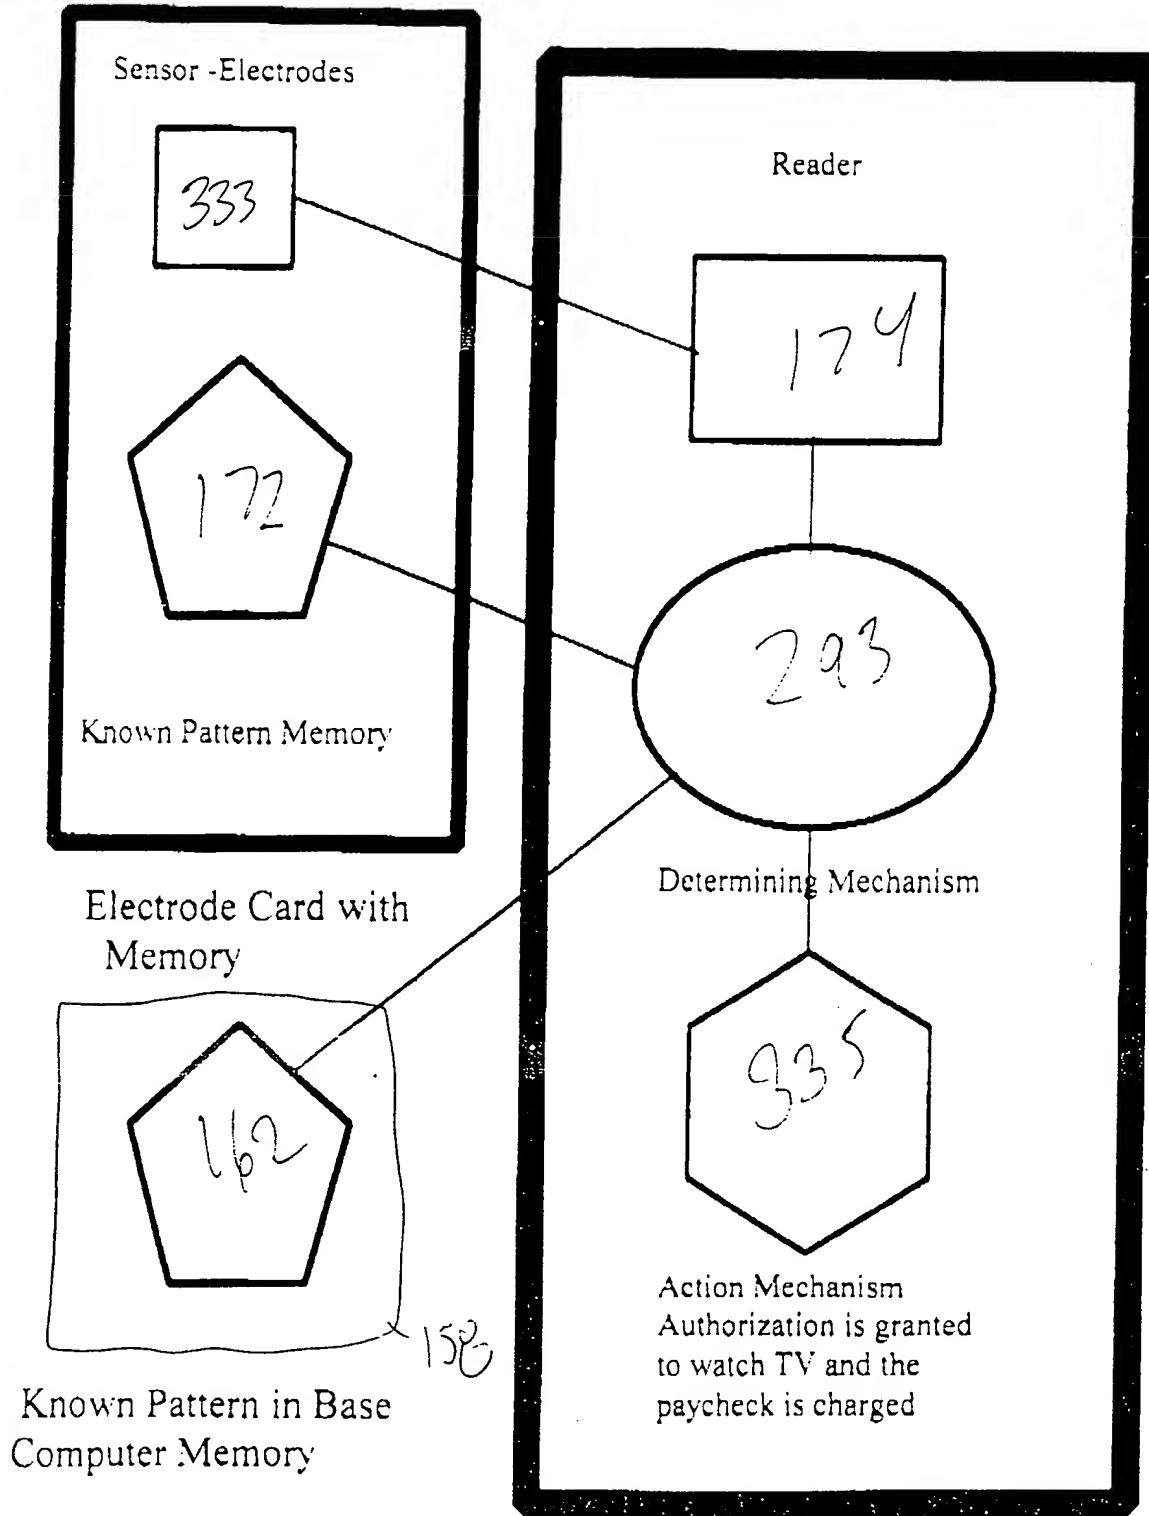 Sensor -Electrodes
333
172
Known Pattern Memory
Electrode Card with
Memory
162
158
Known Pattern in Base
Computer Memory
Reader
174
293
Determining Mechanism
335
Action Mechanism
Authorization is granted
to watch TV and the
paycheck is charged